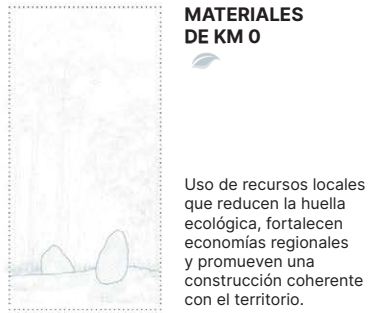 MATERIALES
DE KM 0
Uso de recursos locales
que reducen la huella
ecológica, fortalecen
economías regionales
y promueven una
construcción coherente
con el territorio.